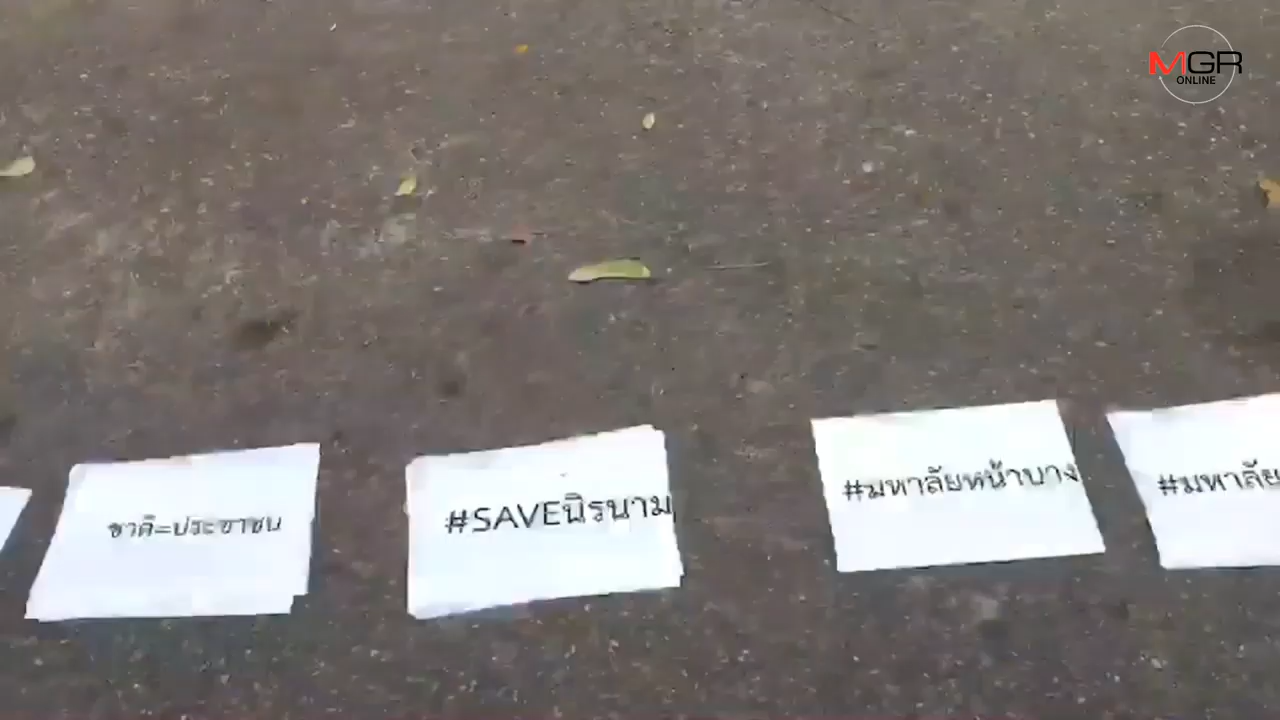 MGR
ONLINE
ชาติ=ประชาชน
#SAVEนิรนาม
#มหาลัยหน้าบาง
#มหาลัย